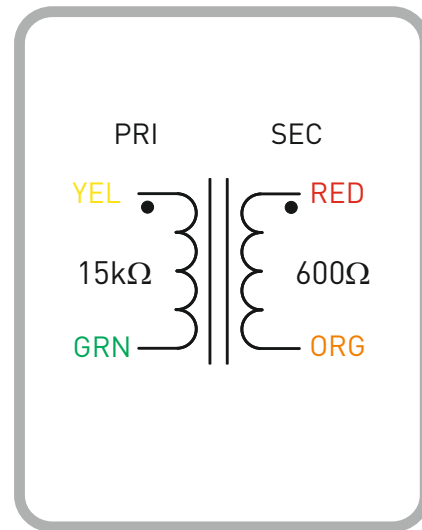 PRI SEC
YEL RED
15kΩ 600Ω
GRN ORG